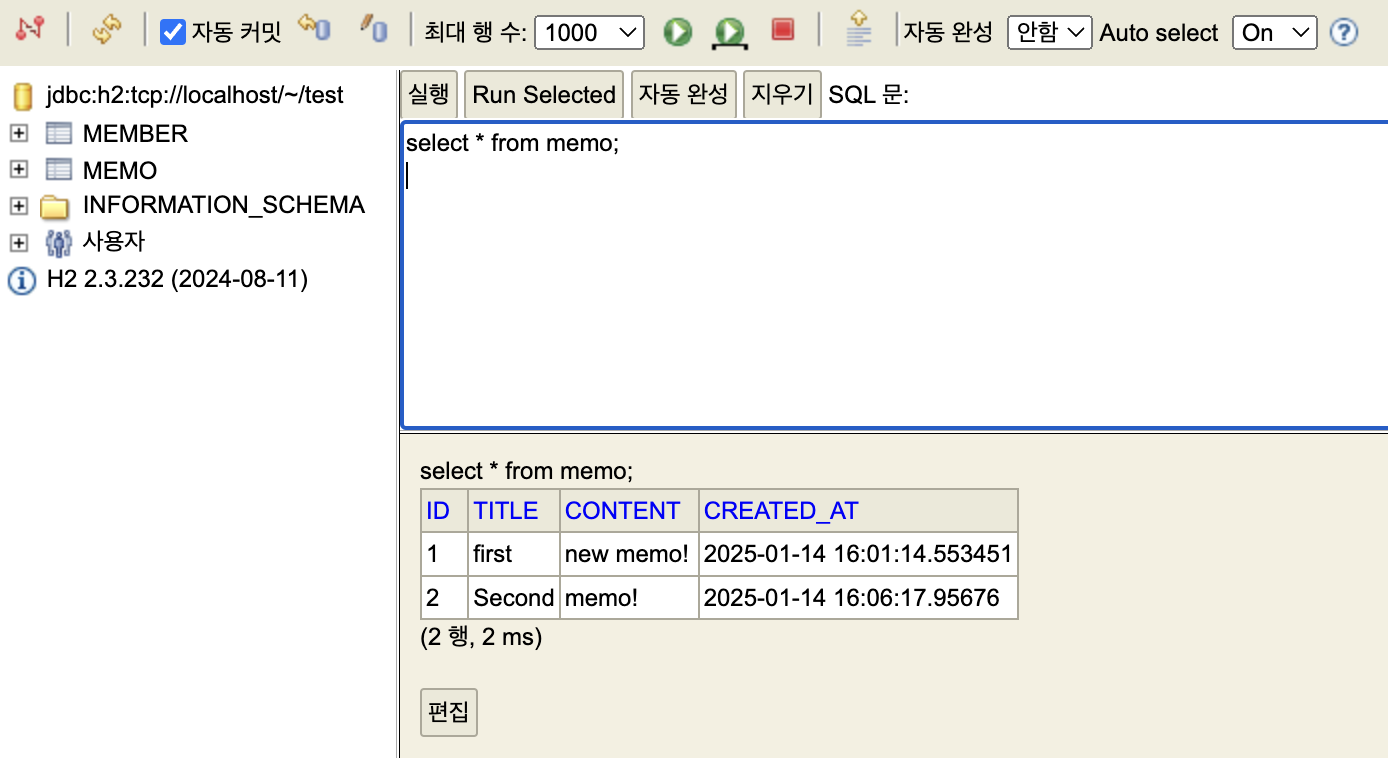 자동 커밋 최대 행 수: 1000 자동 완성 안함 Auto select On
jdbc:h2:tcp://localhost/~/test
MEMBER
MEMO
INFORMATION_SCHEMA
사용자
H2 2.3.232 (2024-08-11)
실행 Run Selected 자동 완성 지우기 SQL 문:
select * from memo;
select * from memo;
ID TITLE CONTENT CREATED_AT
1 first new memo! 2025-01-14 16:01:14.553451
2 Second memo! 2025-01-14 16:06:17.95676
(2 행, 2 ms)
편집